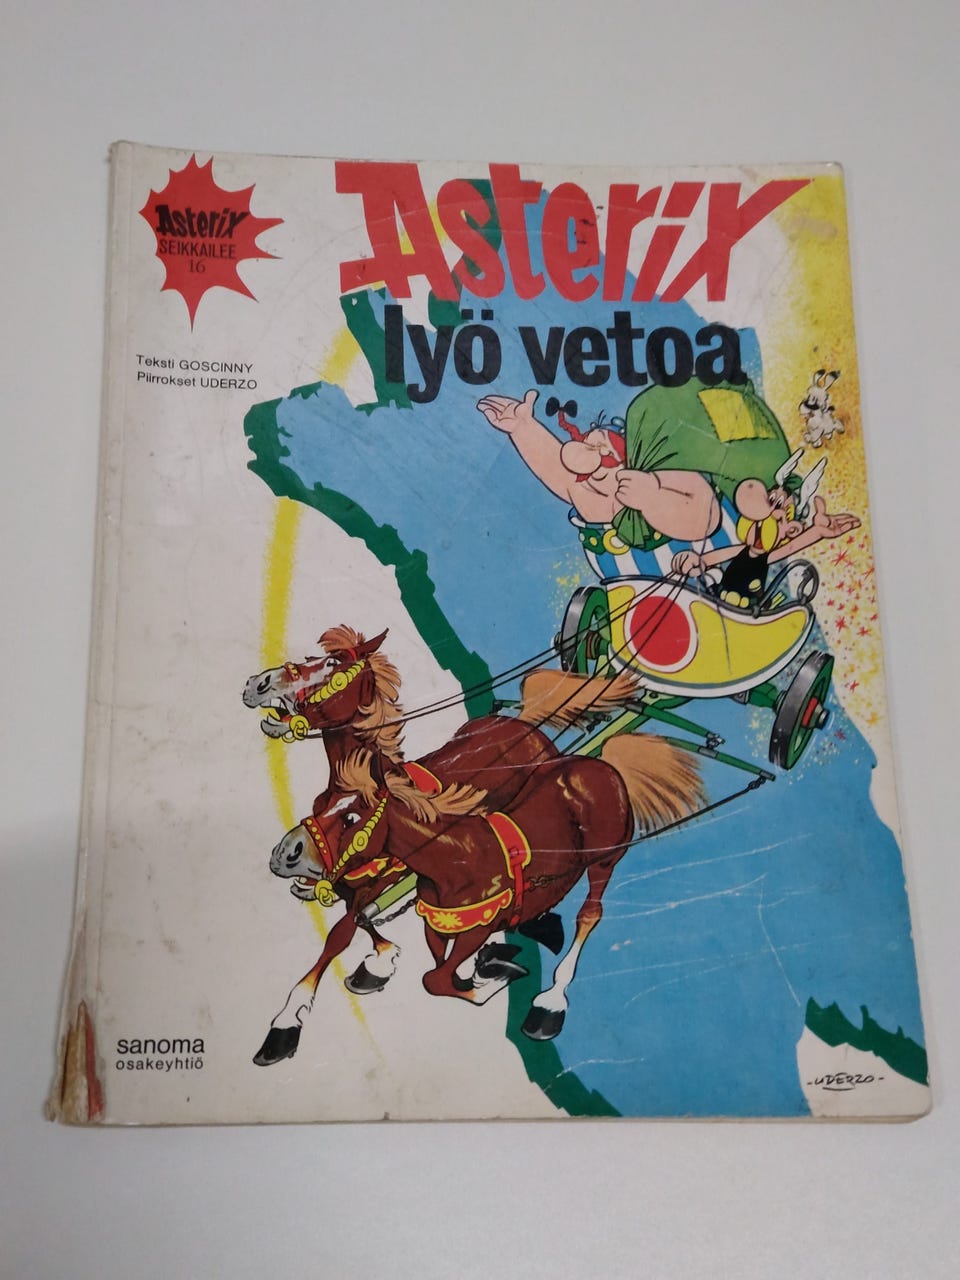 Asterix
lyö vetoa
Asterix
SEIKKAILEE
16
Teksti GOSCINNY
Piirrokset UDERZO
sanoma
osakeyhtiö
-UDERZO-